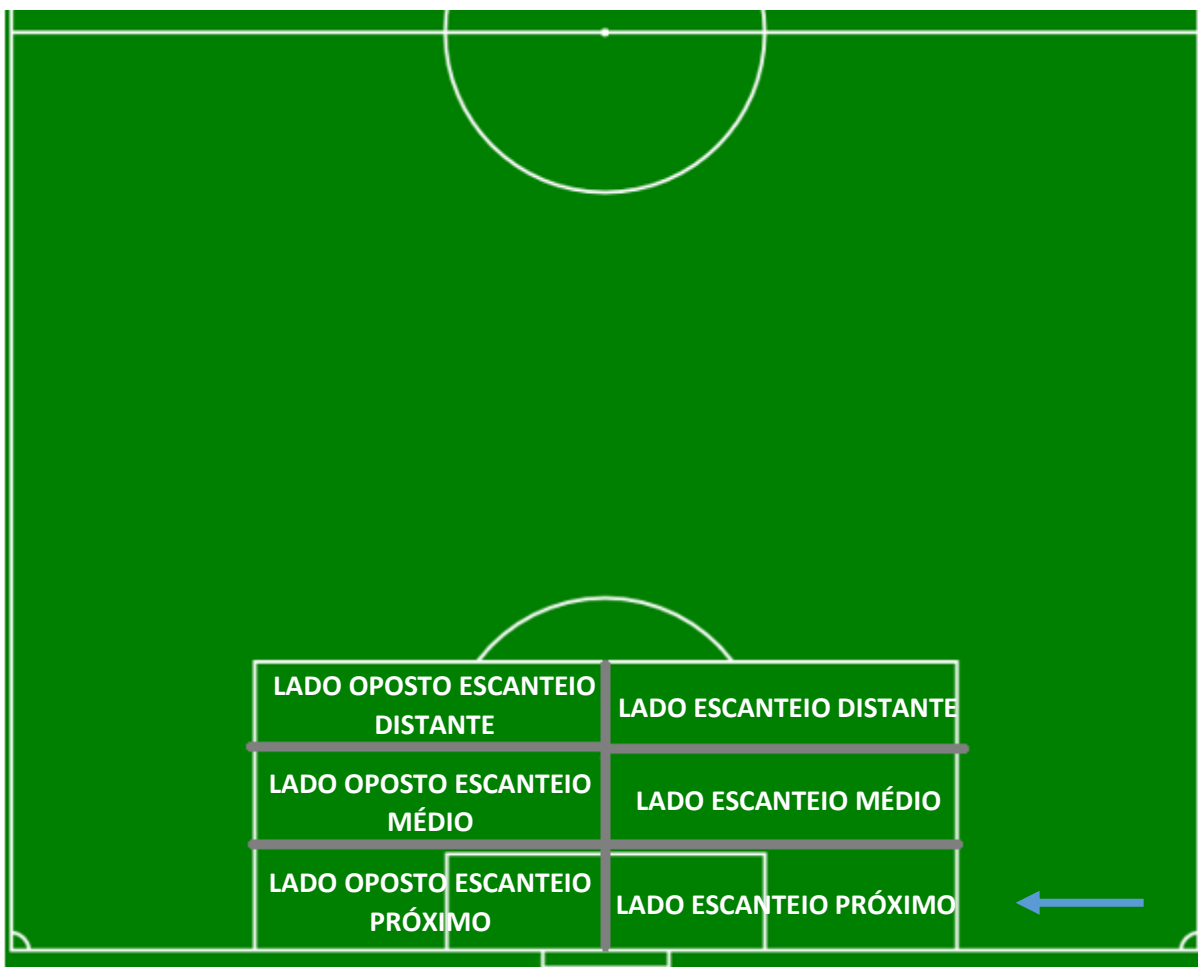 LADO OPOSTO ESCANTEIO
DISTANTE
LADO ESCANTEIO DISTANTE
LADO OPOSTO ESCANTEIO
MÉDIO
LADO ESCANTEIO MÉDIO
LADO OPOSTO ESCANTEIO
PRÓXIMO
LADO ESCANTEIO PRÓXIMO